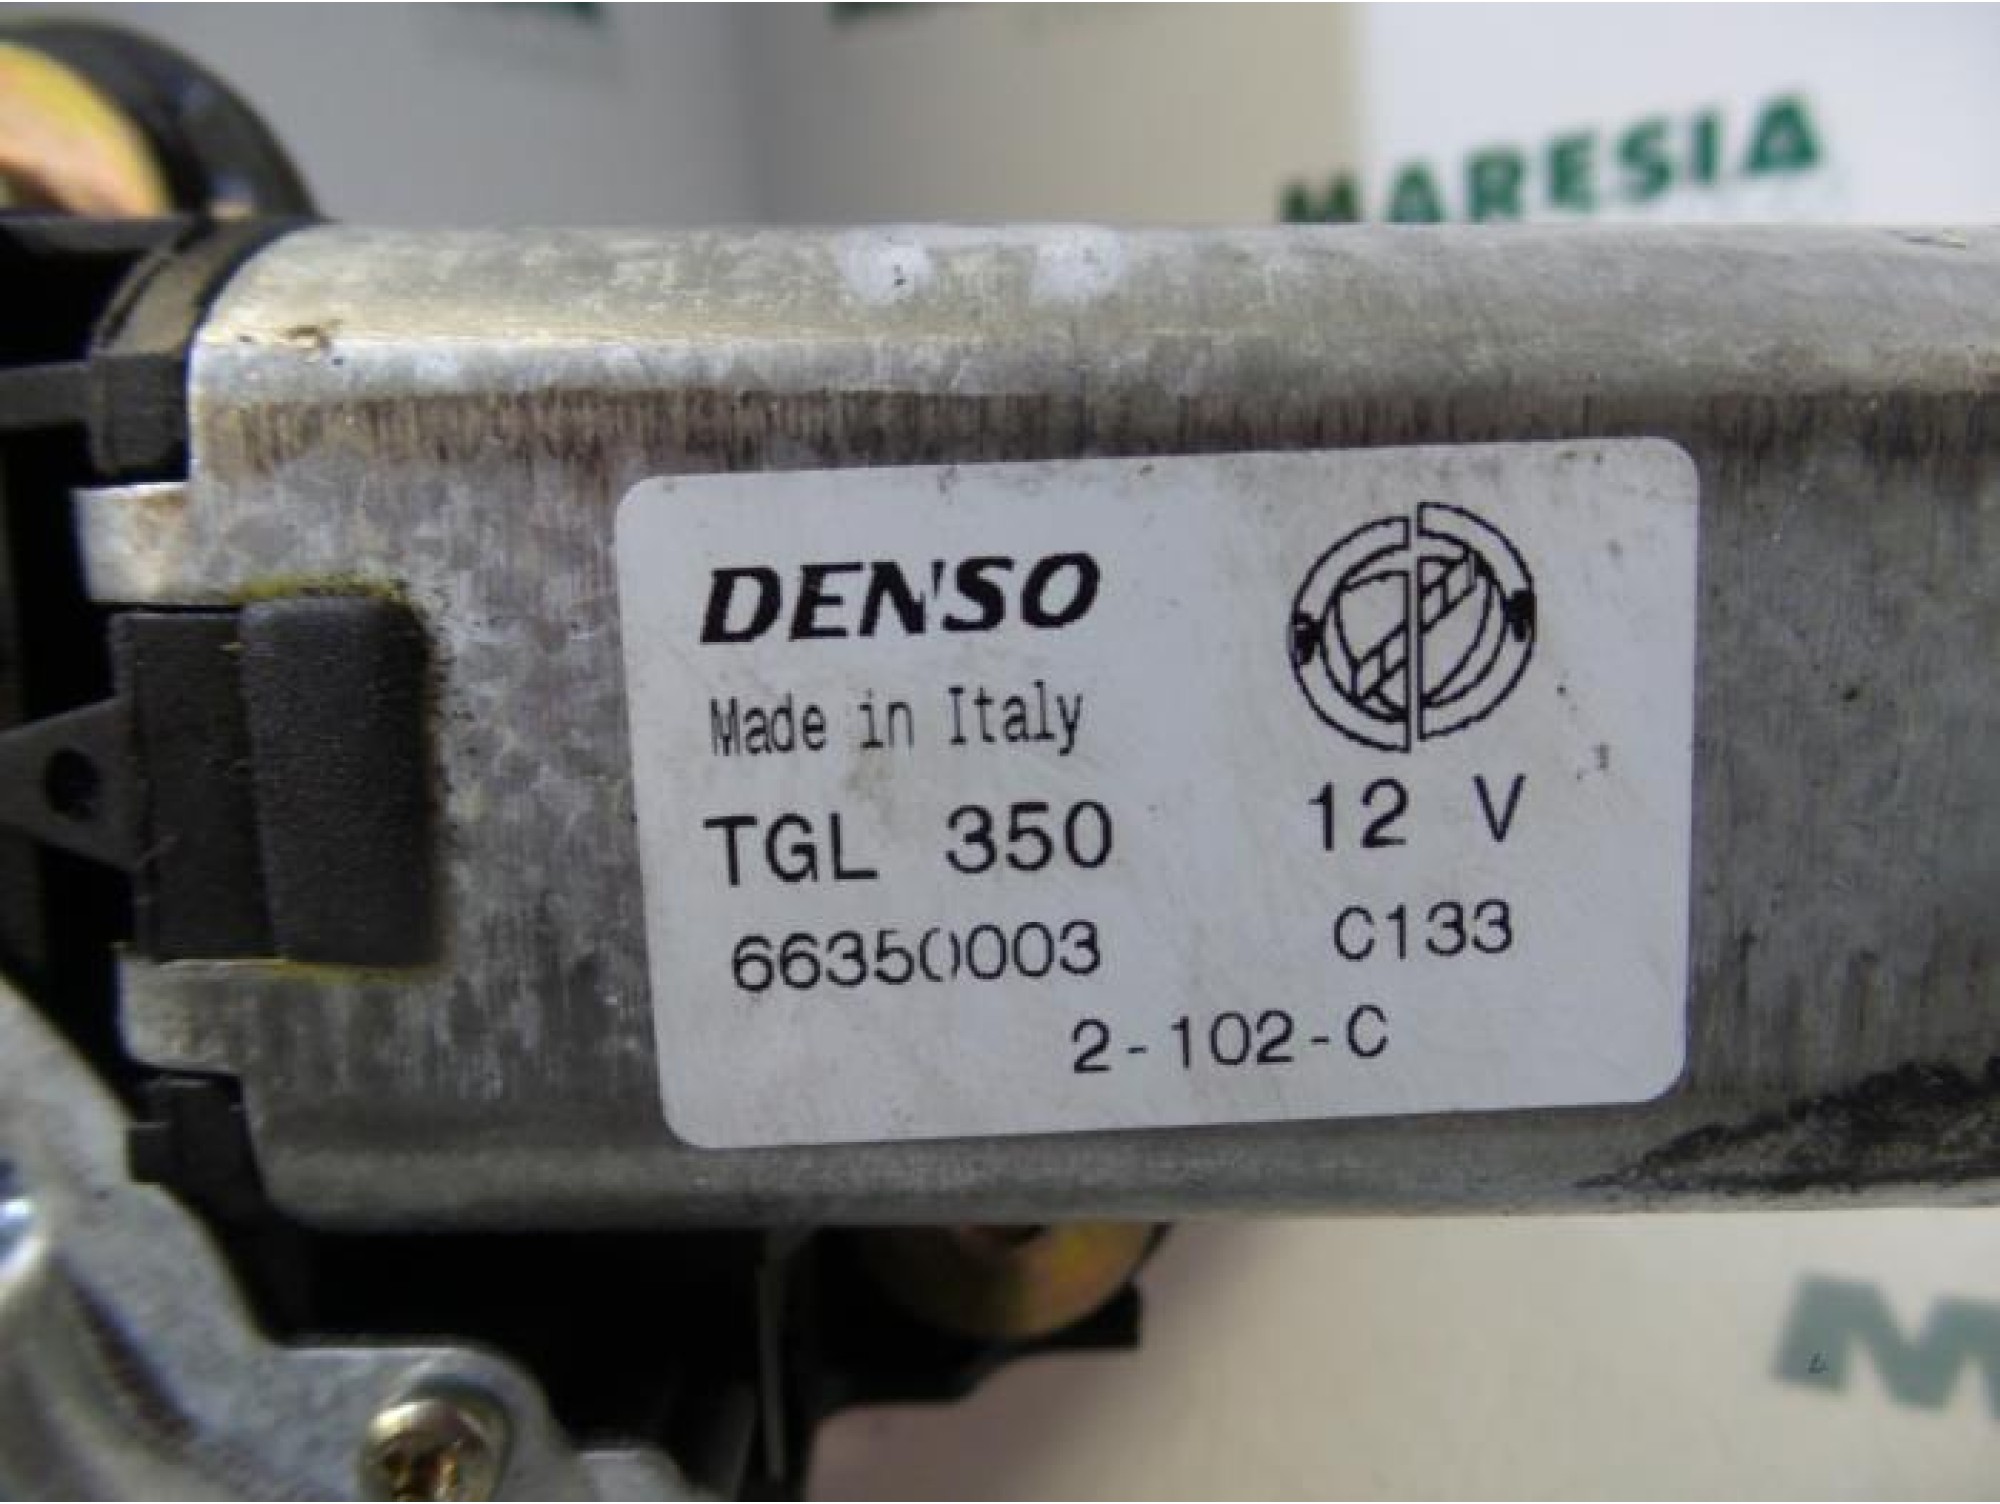 MARESIA
DENSO
Made in Italy
TGL 350 12 V
66350003 C133
2-102-C
M